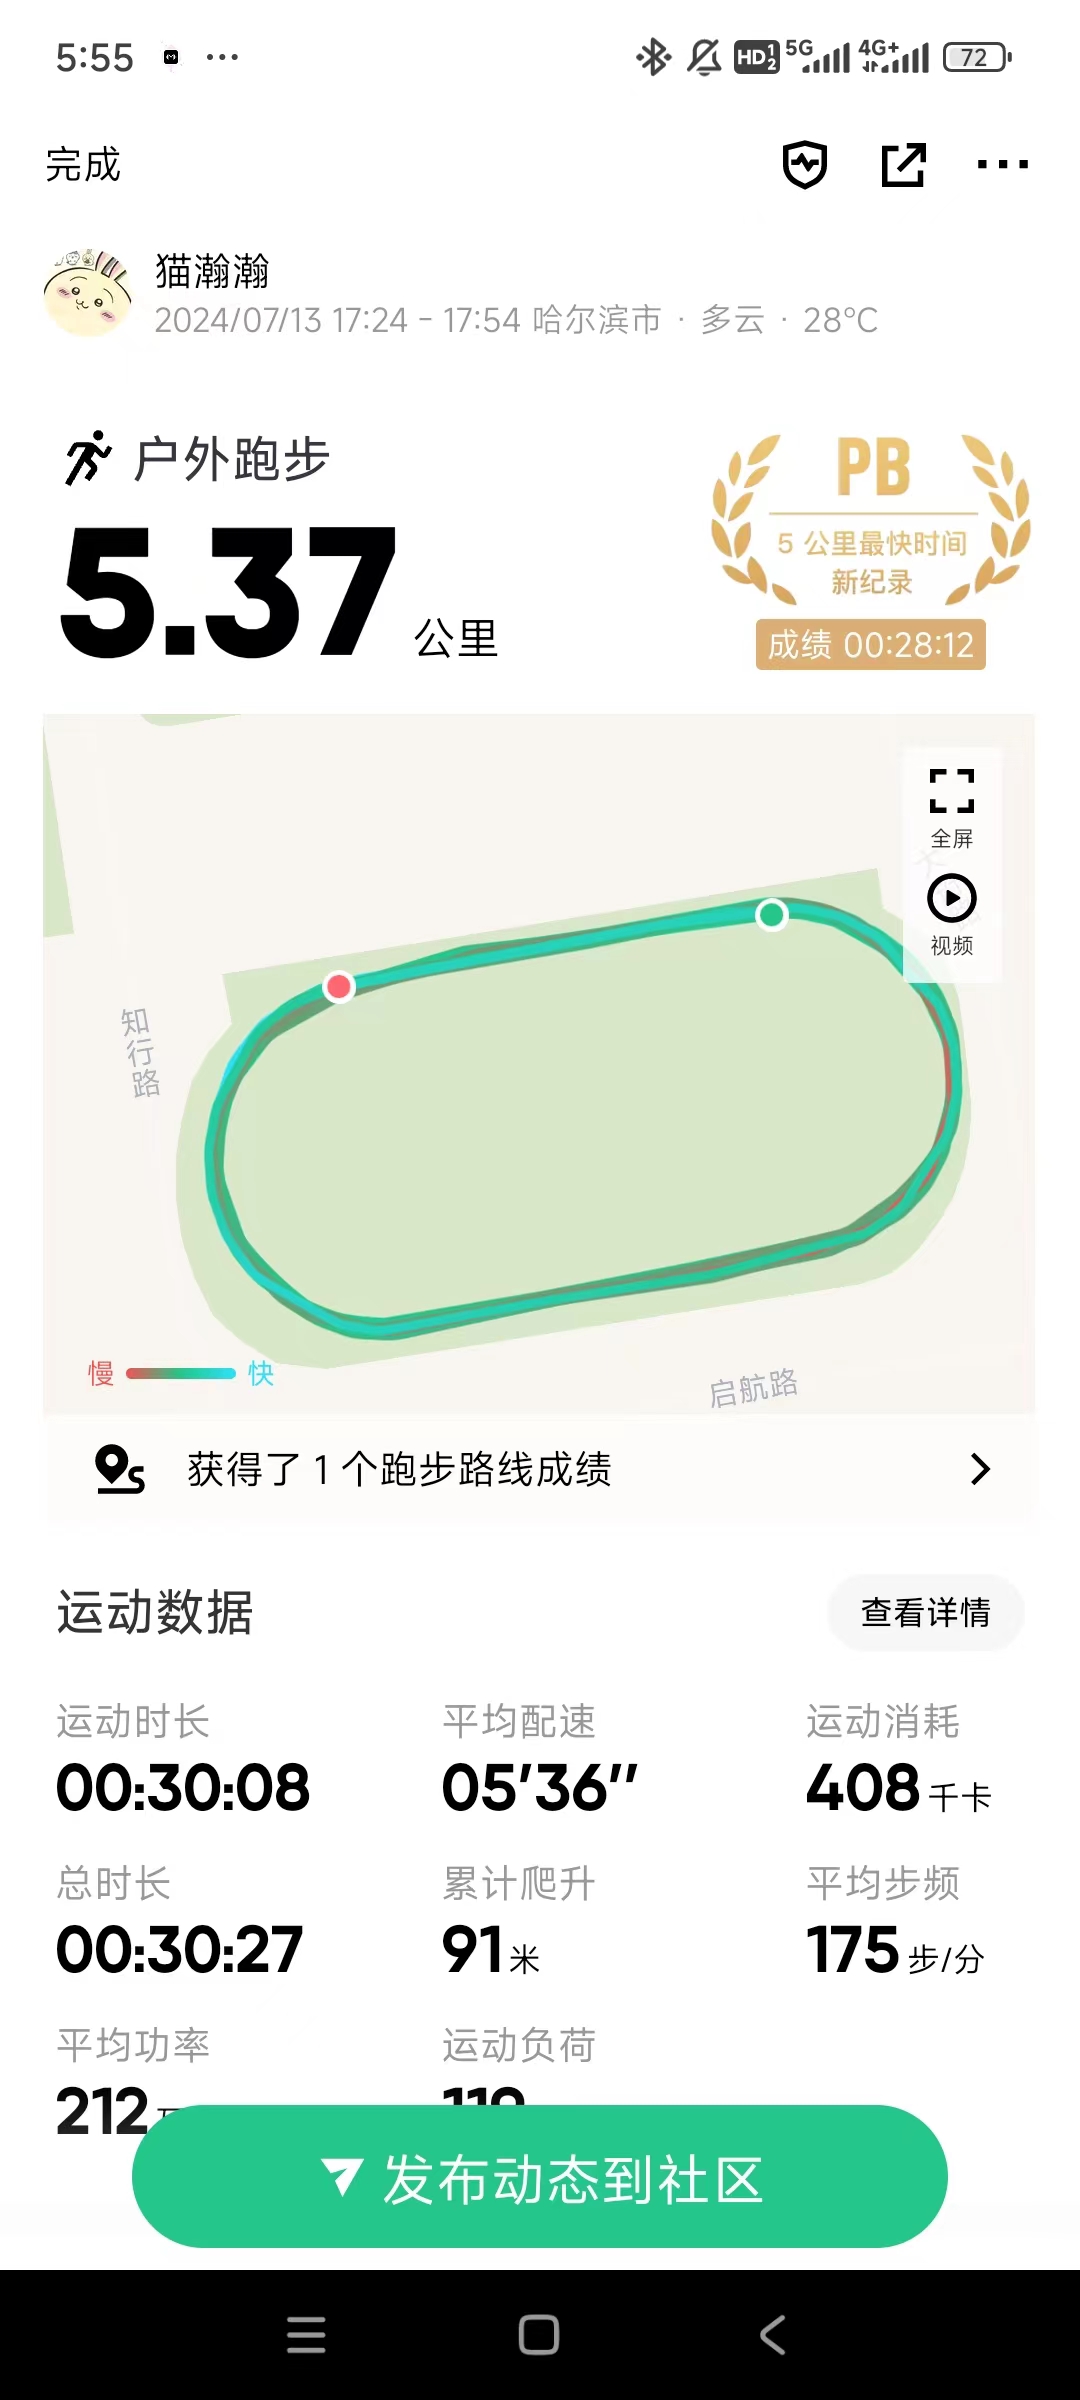 5:55
HD 1 2 5G 4G+ 72
完成
猫瀚瀚
2024/07/13 17:24 - 17:54 哈尔滨市 · 多云 · 28℃
户外跑步
PB
5.37 公里
5 公里最快时间
新纪录
成绩 00:28:12
全屏
视频
知行路
慢 快
启航路
获得了 1 个跑步路线成绩
运动数据 查看详情
运动时长 平均配速 运动消耗
00:30:08 05'36'' 408 千卡
总时长 累计爬升 平均步频
00:30:27 91 米 175 步/分
平均功率 运动负荷
212
发布动态到社区